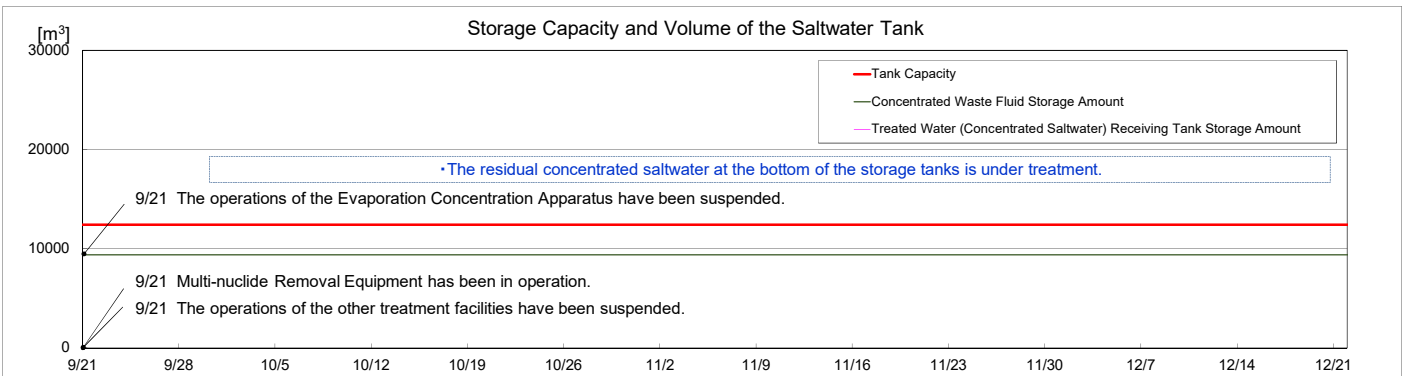 Storage Capacity and Volume of the Saltwater Tank
[m³]
30000
Tank Capacity
Concentrated Waste Fluid Storage Amount
Treated Water (Concentrated Saltwater) Receiving Tank Storage Amount
20000
・The residual concentrated saltwater at the bottom of the storage tanks is under treatment.
9/21 The operations of the Evaporation Concentration Apparatus have been suspended.
10000
9/21 Multi-nuclide Removal Equipment has been in operation.
9/21 The operations of the other treatment facilities have been suspended.
0
9/21 9/28 10/5 10/12 10/19 10/26 11/2 11/9 11/16 11/23 11/30 12/7 12/14 12/21